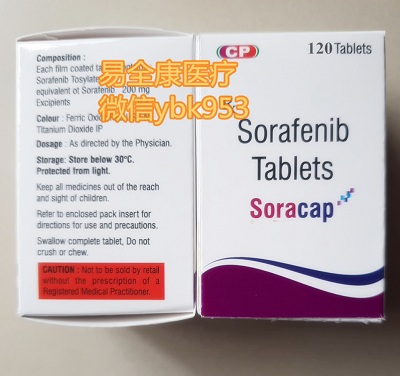 Composition :
Each film coated ta
Sorafenib Tosylate
equivalent ot Sorafenib 200 mg
Excipients
Colour : Ferric Ox
Titanium Dioxide IP
Dosage : As directed by the Physician.
Storage: Store below 30°C.
Protected from light.
Keep all medicines out of the reach
and sight of children.
Refer to enclosed pack insert for
directions for use and precautions.
Swallow complete tablet, Do not
crush or chew.
CAUTION : Not to be sold by retail
without the prescription of a
Registered Medical Practitioner.
易全康医疗
微信ybk953
CP
120 Tablets
Sorafenib
Tablets
Soracap